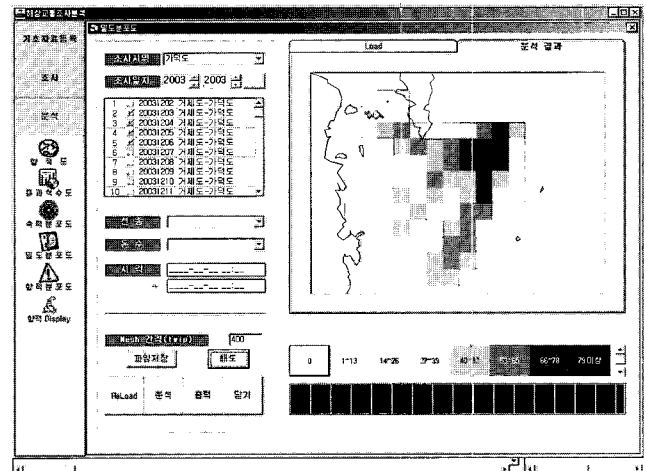 해상교통조사분석
기초자료등록
조사
분석
항적도
통과척수도
속력분포도
밀도분포도
항적분포도
항적 Display
밀도분포도
조사지명 가덕도
조사일자 2003 2003
1 20031202 거제도-가덕도
2 20031203 거제도-가덕도
3 20031204 거제도-가덕도
4 20031205 거제도-가덕도
5 20031206 거제도-가덕도
6 20031207 거제도-가덕도
7 20031208 거제도-가덕도
8 20031209 거제도-가덕도
9 20031210 거제도-가덕도
10 20031211 거제도-가덕도
선종
톤수
시각
~
Mesh 간격(twip) 400
파일저장
해도
ReLoad 분석 출력 닫기
Load 분석 결과
0 1~13 14~26 27~39 66~78 79이상